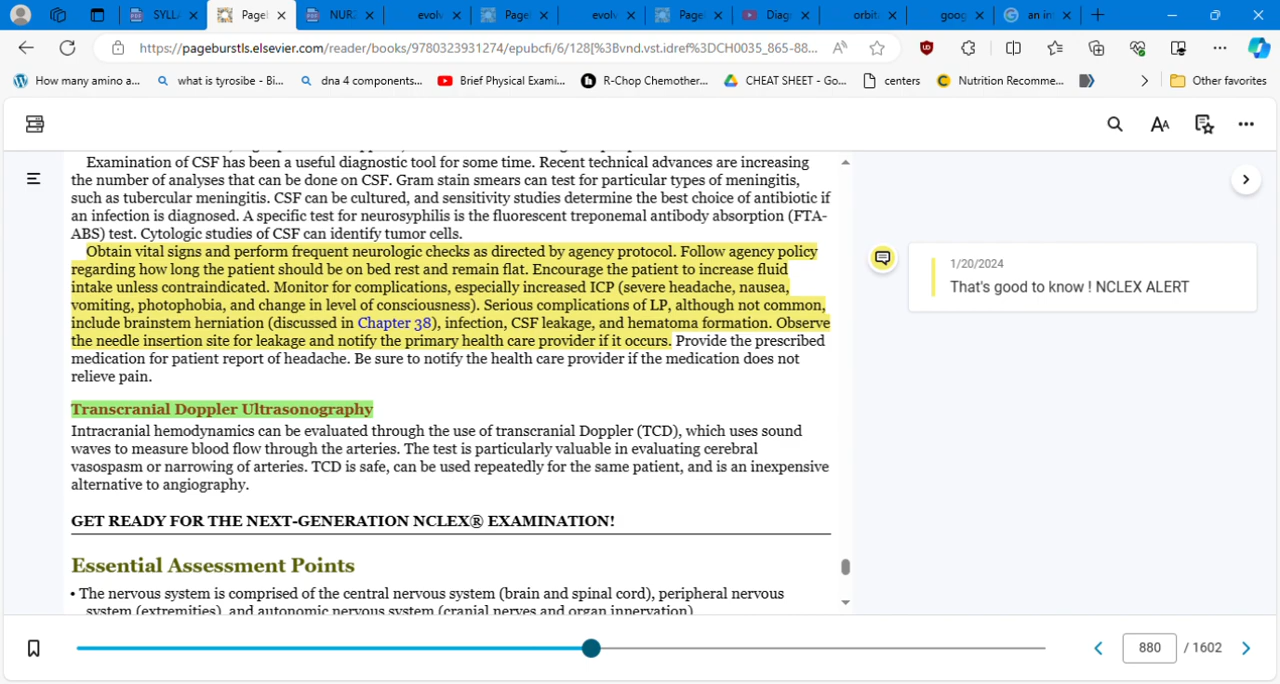 SYLL
Page
NUR
evolv
Page
evolv
Page
Diag
orbit
goog
an in
https://pageburstls.elsevier.com/reader/books/9780323931274/epubcfi/6/128[%3Bvnd.vst.idref%3DCH0035_865-88...
How many amino a...
what is tyrosibe - Bi...
dna 4 components...
Brief Physical Exami...
R-Chop Chemother...
CHEAT SHEET - Go...
centers
Nutrition Recomme...
Other favorites
Examination of CSF has been a useful diagnostic tool for some time. Recent technical advances are increasing
the number of analyses that can be done on CSF. Gram stain smears can test for particular types of meningitis,
such as tubercular meningitis. CSF can be cultured, and sensitivity studies determine the best choice of antibiotic if
an infection is diagnosed. A specific test for neurosyphilis is the fluorescent treponemal antibody absorption (FTA-
ABS) test. Cytologic studies of CSF can identify tumor cells.
Obtain vital signs and perform frequent neurologic checks as directed by agency protocol. Follow agency policy
regarding how long the patient should be on bed rest and remain flat. Encourage the patient to increase fluid
intake unless contraindicated. Monitor for complications, especially increased ICP (severe headache, nausea,
vomiting, photophobia, and change in level of consciousness). Serious complications of LP, although not common,
include brainstem herniation (discussed in Chapter 38), infection, CSF leakage, and hematoma formation. Observe
the needle insertion site for leakage and notify the primary health care provider if it occurs. Provide the prescribed
medication for patient report of headache. Be sure to notify the health care provider if the medication does not
relieve pain.
1/20/2024
That's good to know ! NCLEX ALERT
Transcranial Doppler Ultrasonography
Intracranial hemodynamics can be evaluated through the use of transcranial Doppler (TCD), which uses sound
waves to measure blood flow through the arteries. The test is particularly valuable in evaluating cerebral
vasospasm or narrowing of arteries. TCD is safe, can be used repeatedly for the same patient, and is an inexpensive
alternative to angiography.
GET READY FOR THE NEXT-GENERATION NCLEX® EXAMINATION!
Essential Assessment Points
• The nervous system is comprised of the central nervous system (brain and spinal cord), peripheral nervous
system (extremities), and autonomic nervous system (cranial nerves and organ innervation)
880 / 1602